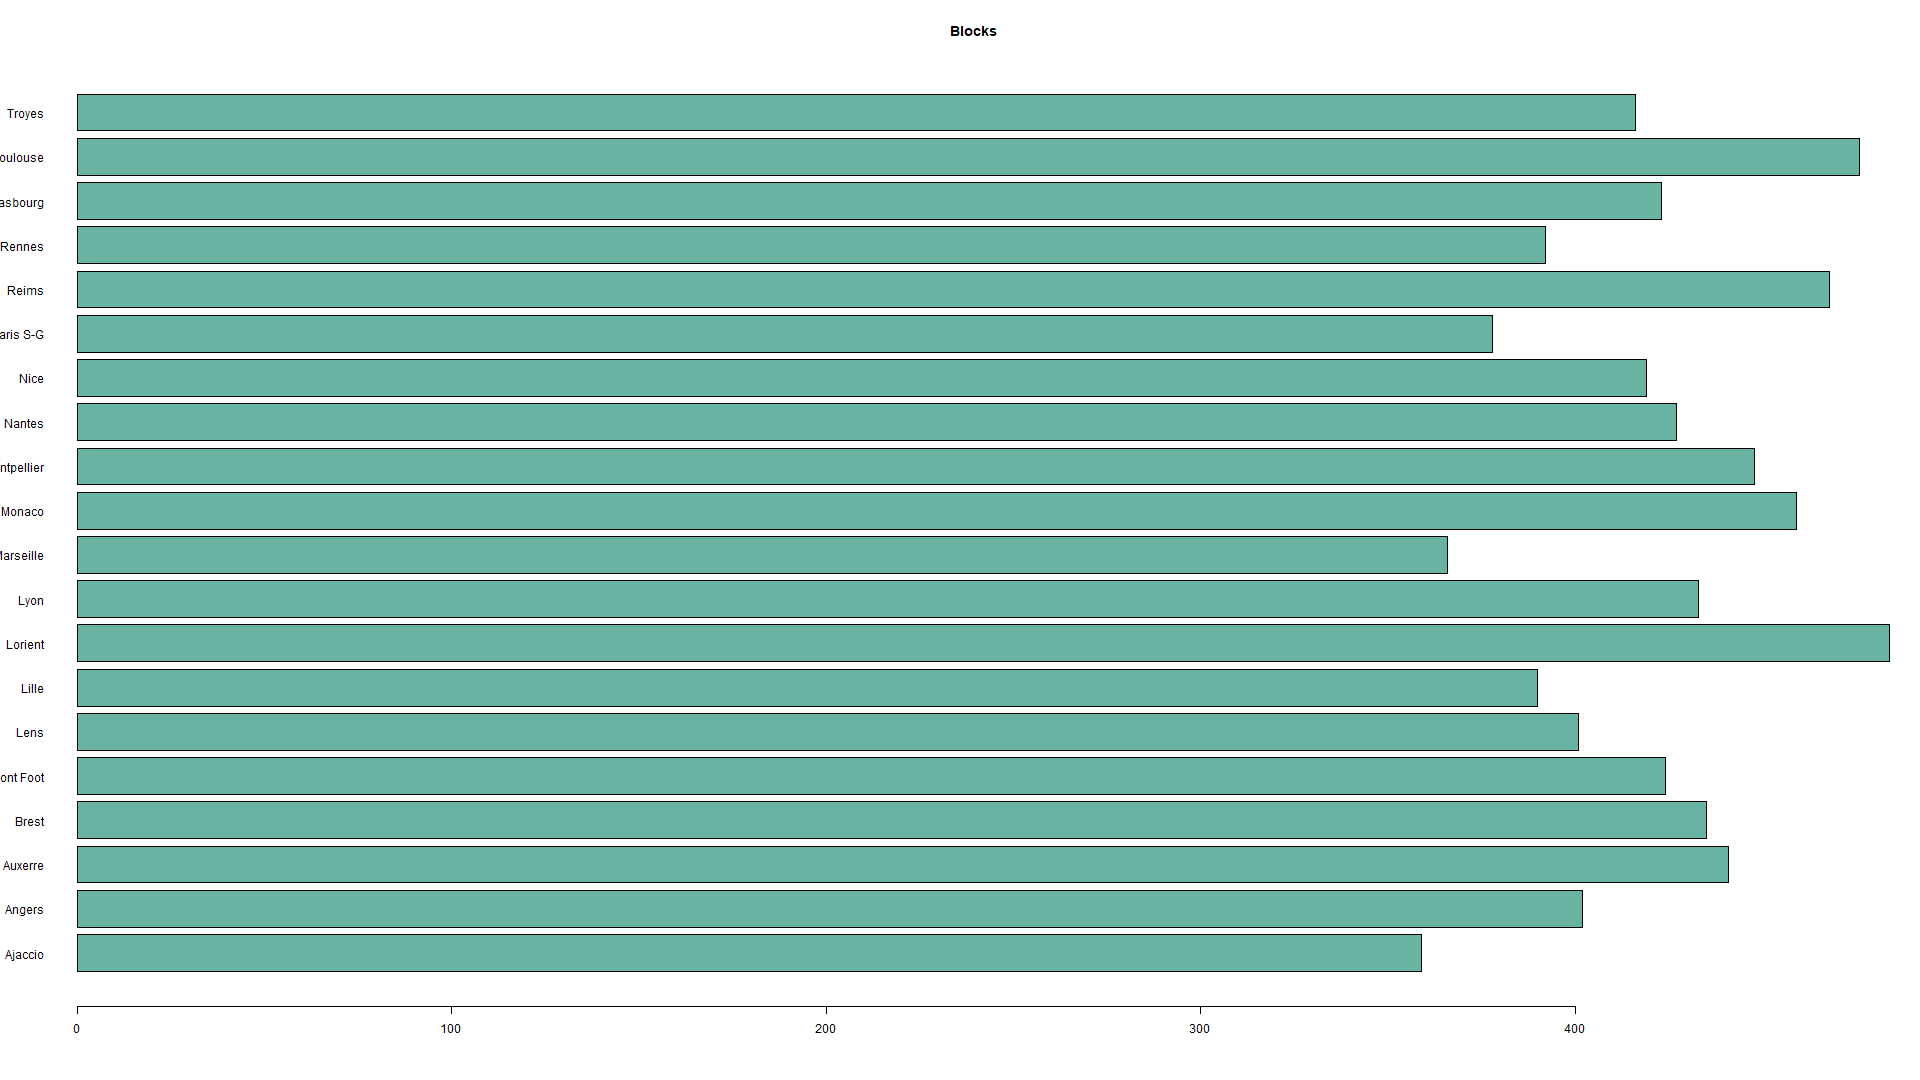 Blocks
Troyes
oulouse
asbourg
Rennes
Reims
aris S-G
Nice
Nantes
ntpellier
Monaco
Marseille
Lyon
Lorient
Lille
Lens
ont Foot
Brest
Auxerre
Angers
Ajaccio
0 100 200 300 400